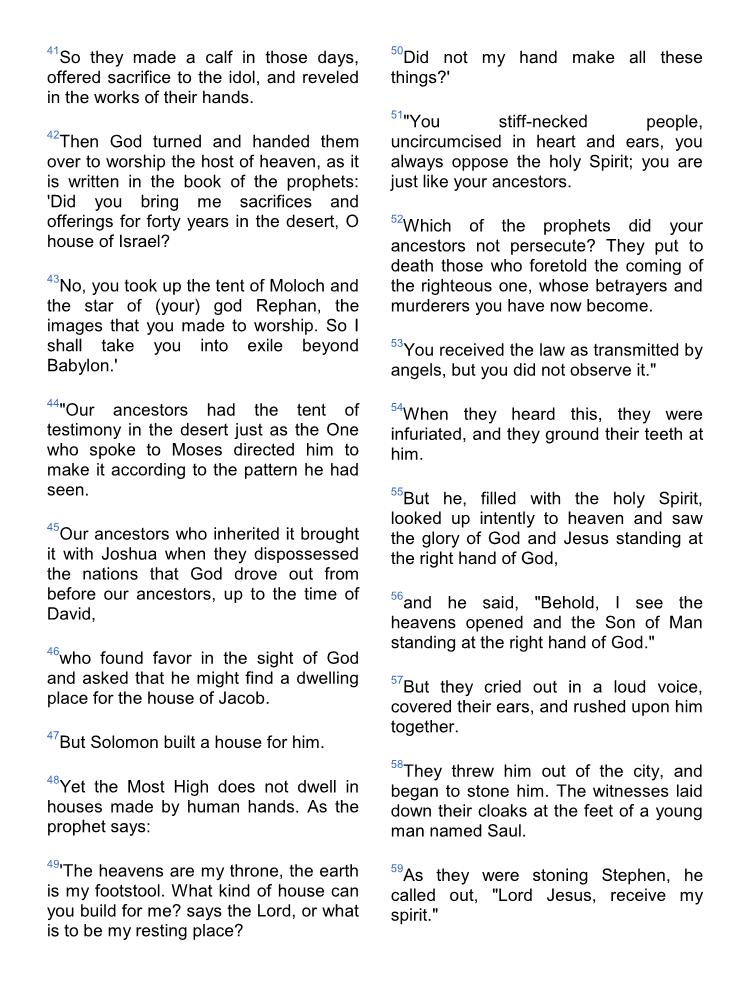 41So they made a calf in those days,
offered sacrifice to the idol, and reveled
in the works of their hands.
42Then God turned and handed them
over to worship the host of heaven, as it
is written in the book of the prophets:
'Did you bring me sacrifices and
offerings for forty years in the desert, O
house of Israel?
43No, you took up the tent of Moloch and
the star of (your) god Rephan, the
images that you made to worship. So I
shall take you into exile beyond
Babylon.'
44"Our ancestors had the tent of
testimony in the desert just as the One
who spoke to Moses directed him to
make it according to the pattern he had
seen.
45Our ancestors who inherited it brought
it with Joshua when they dispossessed
the nations that God drove out from
before our ancestors, up to the time of
David,
46who found favor in the sight of God
and asked that he might find a dwelling
place for the house of Jacob.
47But Solomon built a house for him.
48Yet the Most High does not dwell in
houses made by human hands. As the
prophet says:
49'The heavens are my throne, the earth
is my footstool. What kind of house can
you build for me? says the Lord, or what
is to be my resting place?
50Did not my hand make all these
things?'
51"You stiff-necked people,
uncircumcised in heart and ears, you
always oppose the holy Spirit; you are
just like your ancestors.
52Which of the prophets did your
ancestors not persecute? They put to
death those who foretold the coming of
the righteous one, whose betrayers and
murderers you have now become.
53You received the law as transmitted by
angels, but you did not observe it."
54When they heard this, they were
infuriated, and they ground their teeth at
him.
55But he, filled with the holy Spirit,
looked up intently to heaven and saw
the glory of God and Jesus standing at
the right hand of God,
56and he said, "Behold, I see the
heavens opened and the Son of Man
standing at the right hand of God."
57But they cried out in a loud voice,
covered their ears, and rushed upon him
together.
58They threw him out of the city, and
began to stone him. The witnesses laid
down their cloaks at the feet of a young
man named Saul.
59As they were stoning Stephen, he
called out, "Lord Jesus, receive my
spirit."